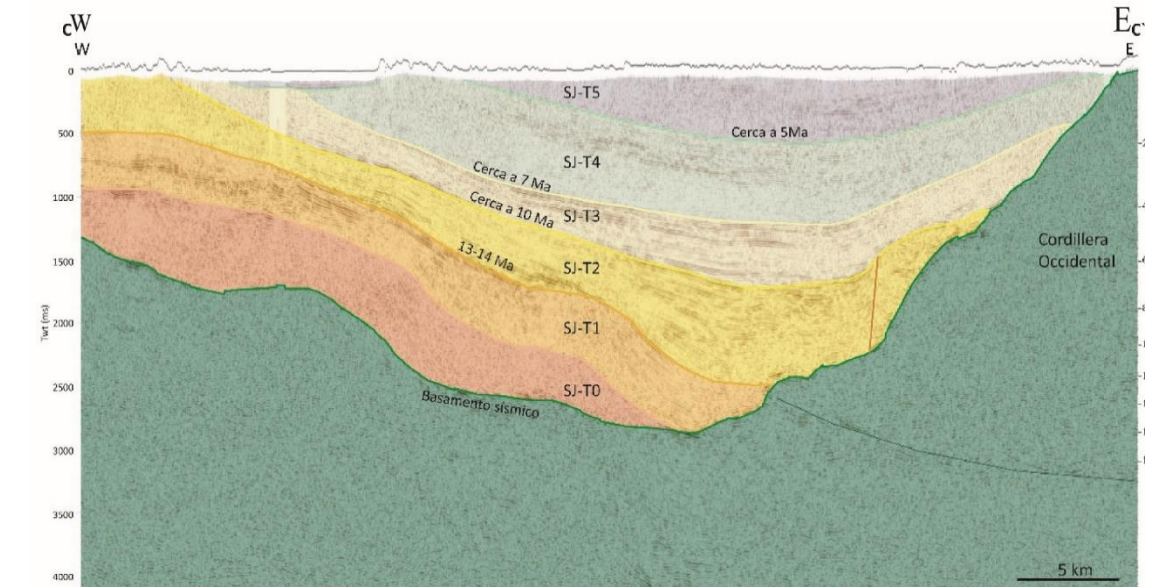 cW
Ec
W
E
0
SJ-T5
500
Cerca a 5Ma
SJ-T4
Cerca a 7 Ma
1000
Cerca a 10 Ma
SJ-T3
13-14 Ma
Cordillera
Occidental
1500
SJ-T2
Twt (ms)
2000
SJ-T1
2500
SJ-T0
Basamento sísmico
3000
3500
4000
5 km